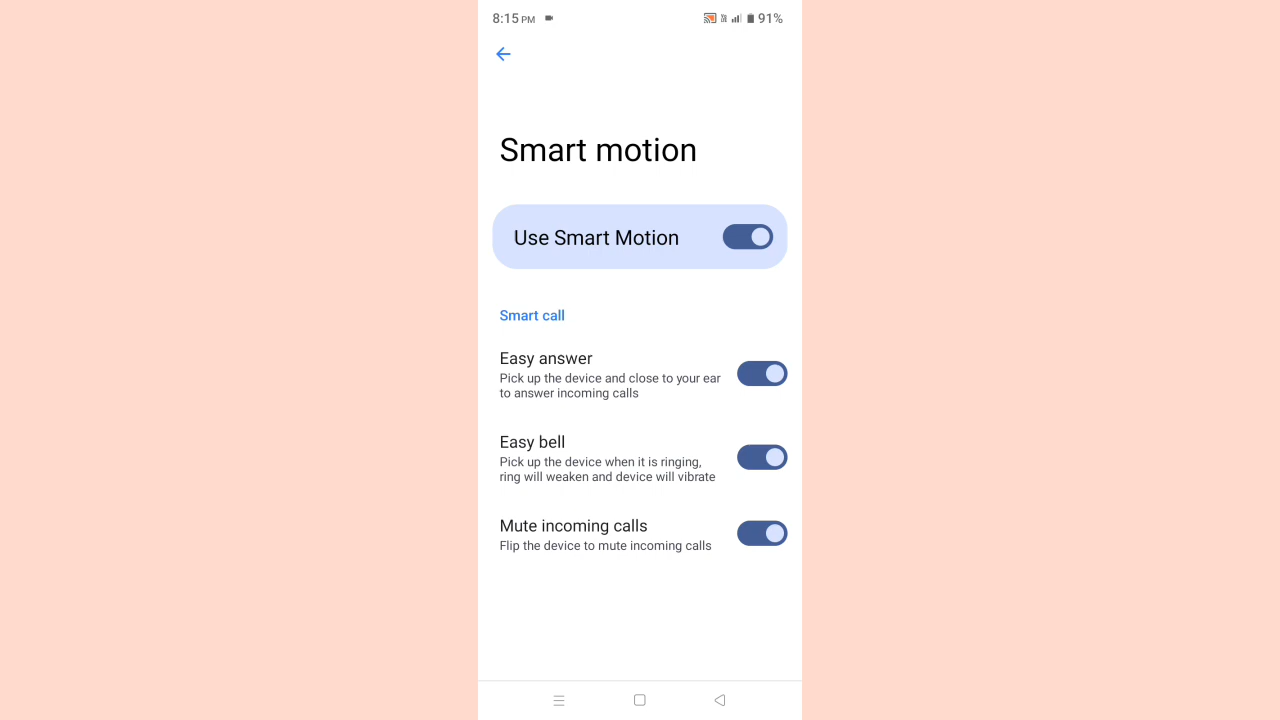 8:15 PM 91%
Smart motion
Use Smart Motion
Smart call
Easy answer
Pick up the device and close to your ear
to answer incoming calls
Easy bell
Pick up the device when it is ringing,
ring will weaken and device will vibrate
Mute incoming calls
Flip the device to mute incoming calls